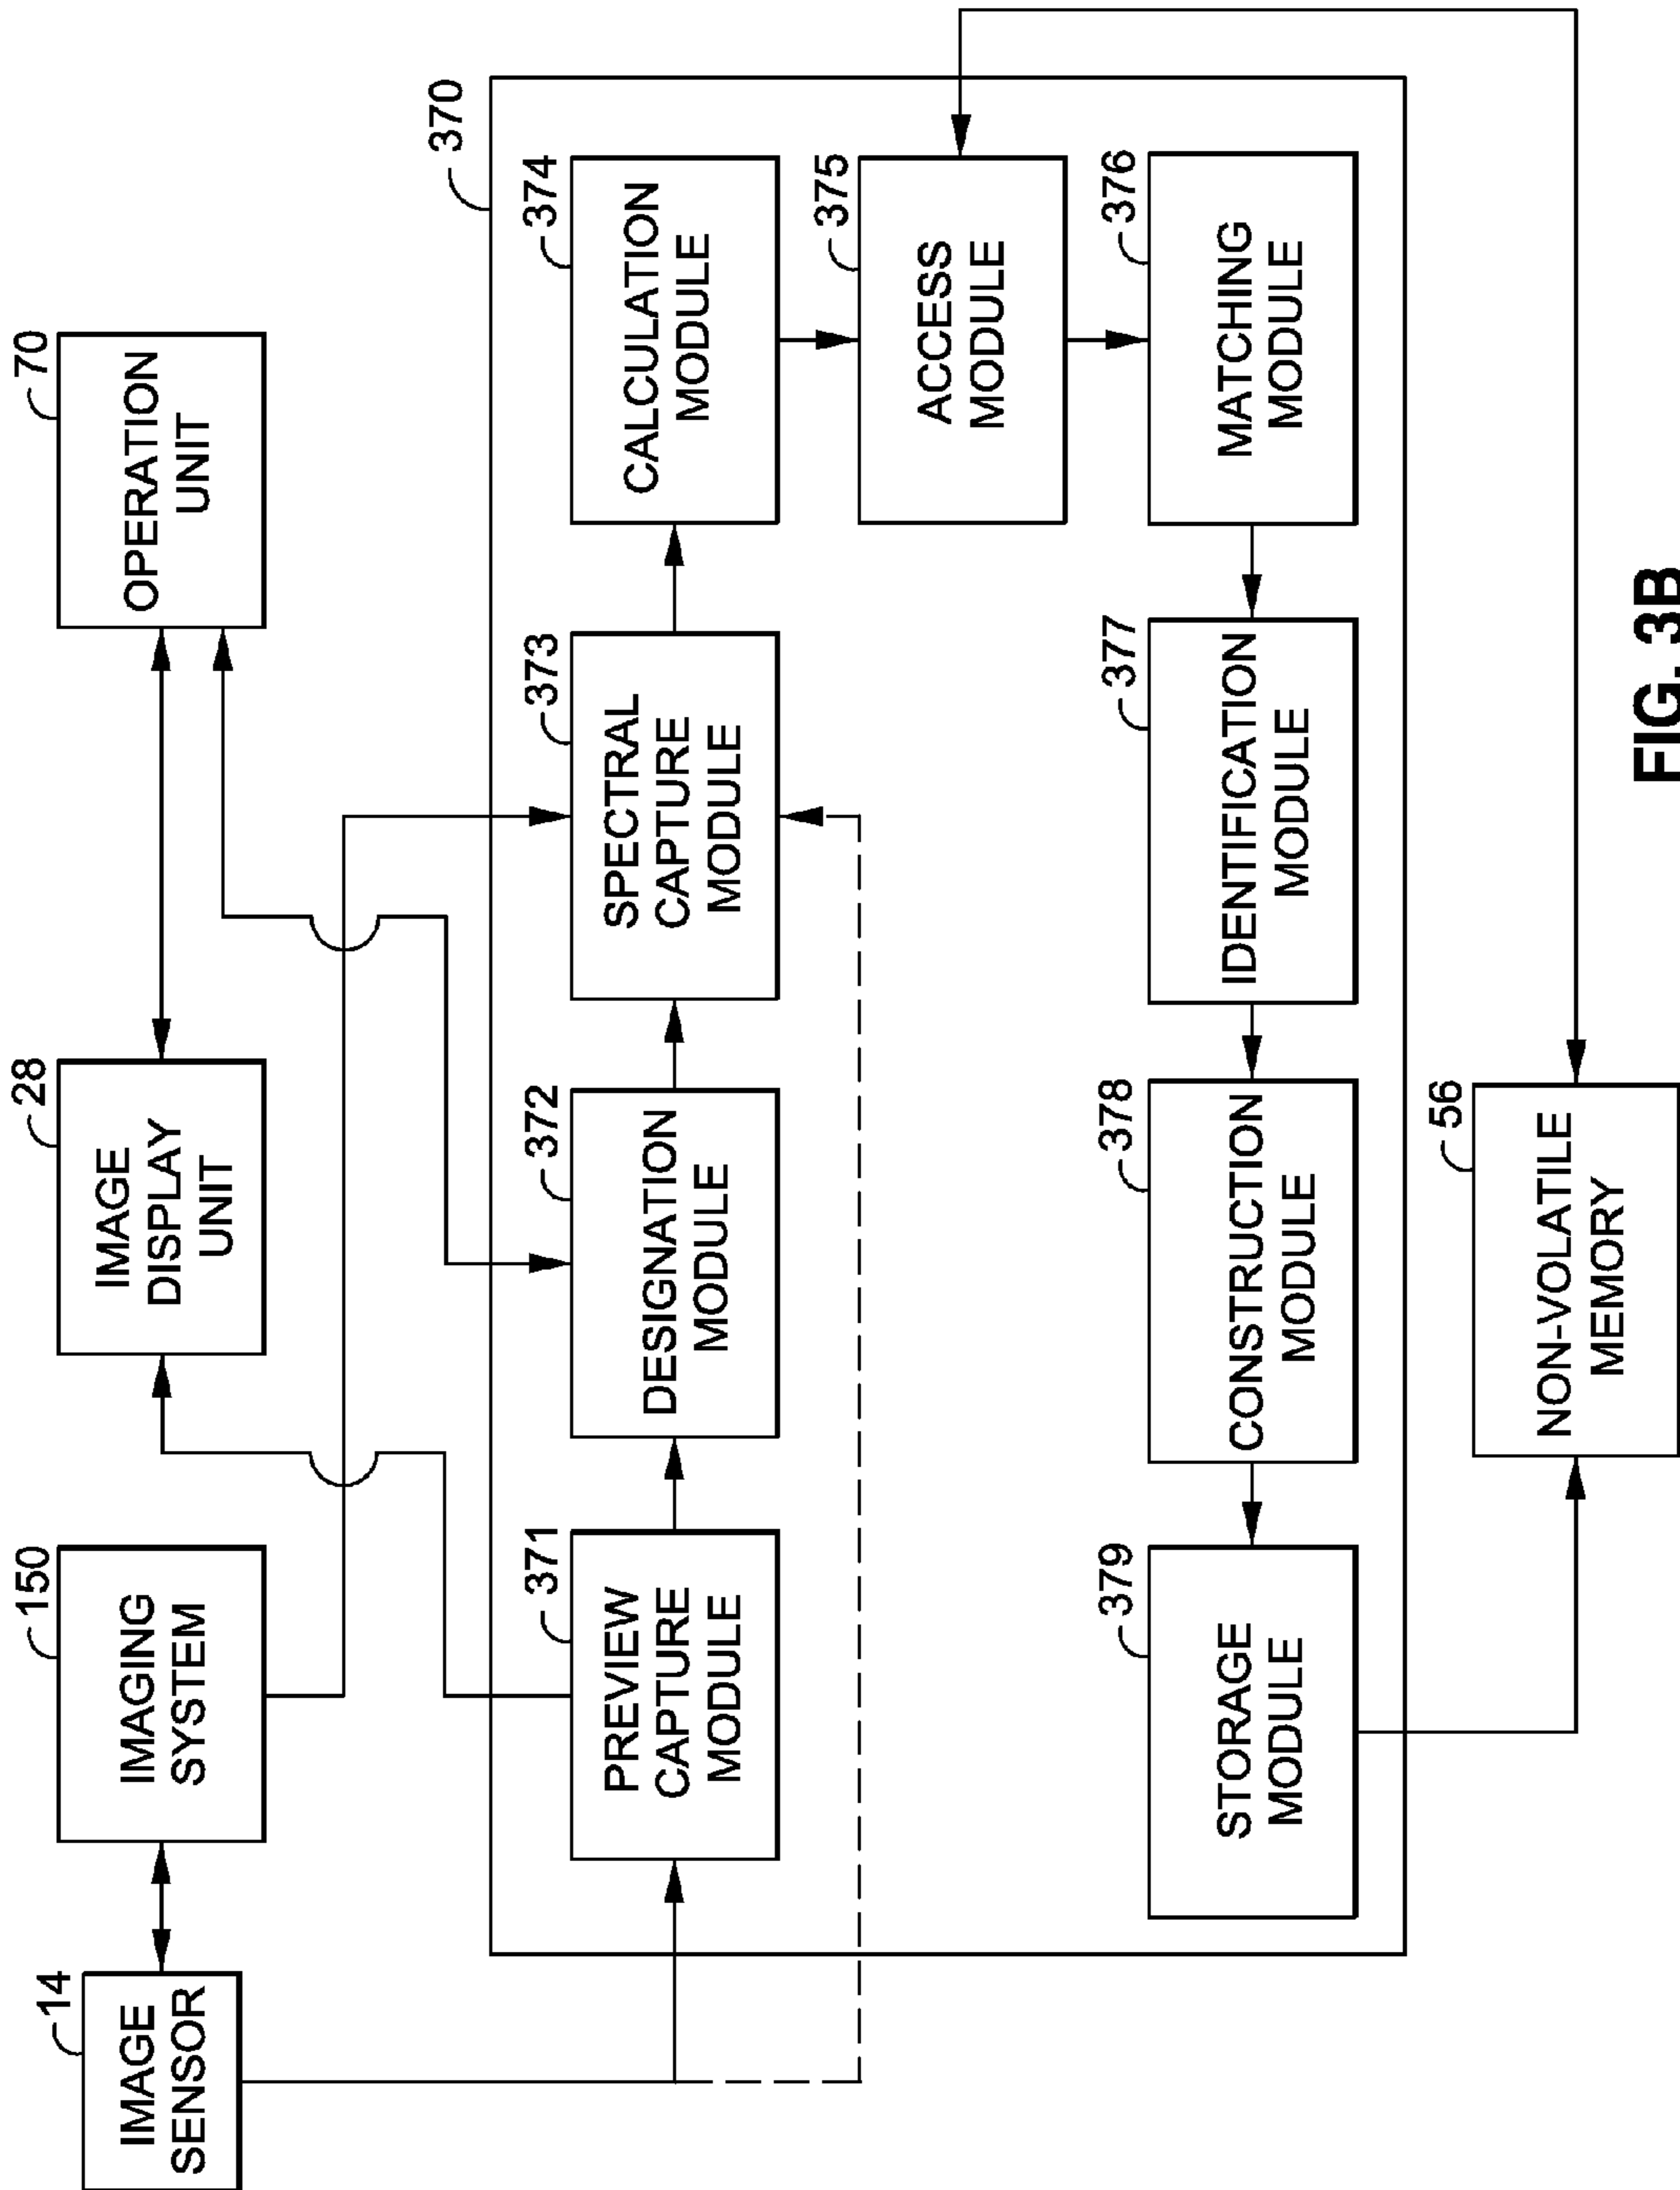 14
IMAGE
SENSOR
150
IMAGING
SYSTEM
28
IMAGE
DISPLAY
UNIT
70
OPERATION
UNIT
370
371
PREVIEW
CAPTURE
MODULE
372
DESIGNATION
MODULE
373
SPECTRAL
CAPTURE
MODULE
374
CALCULATION
MODULE
375
ACCESS
MODULE
376
MATCHING
MODULE
377
IDENTIFICATION
MODULE
378
CONSTRUCTION
MODULE
379
STORAGE
MODULE
56
NON-VOLATILE
MEMORY
FIG. 3B